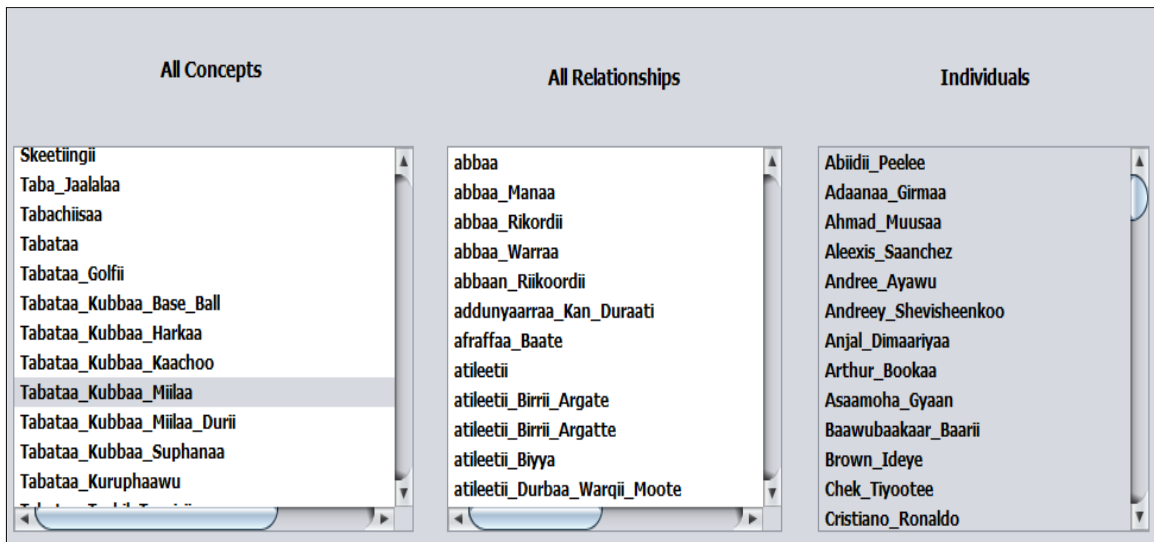 All Concepts
Skeetiingii
Taba_Jaalalaa
Tabachiisaa
Tabataa
Tabataa_Golfii
Tabataa_Kubbaa_Base_Ball
Tabataa_Kubbaa_Harkaa
Tabataa_Kubbaa_Kaachoo
Tabataa_Kubbaa_Miilaa
Tabataa_Kubbaa_Miilaa_Durii
Tabataa_Kubbaa_Suphanaa
Tabataa_Kuruphaawu
All Relationships
abbaa
abbaa_Manaa
abbaa_Rikordii
abbaa_Warraa
abbaan_Riikoordii
addunyaarraa_Kan_Duraati
afraffaa_Baate
atileetii
atileetii_Birrii_Argate
atileetii_Birrii_Argatte
atileetii_Biyya
atileetii_Durbaa_Warqii_Moote
Individuals
Abiidii_Peelee
Adaanaa_Girmaa
Ahmad_Muusaa
Aleexis_Saanchez
Andree_Ayawu
Andreey_Shevisheenkoo
Anjal_Dimaariyaa
Arthur_Bookaa
Asaamoha_Gyaan
Baawubaakaar_Baarii
Brown_Ideye
Chek_Tiyootee
Cristiano_Ronaldo